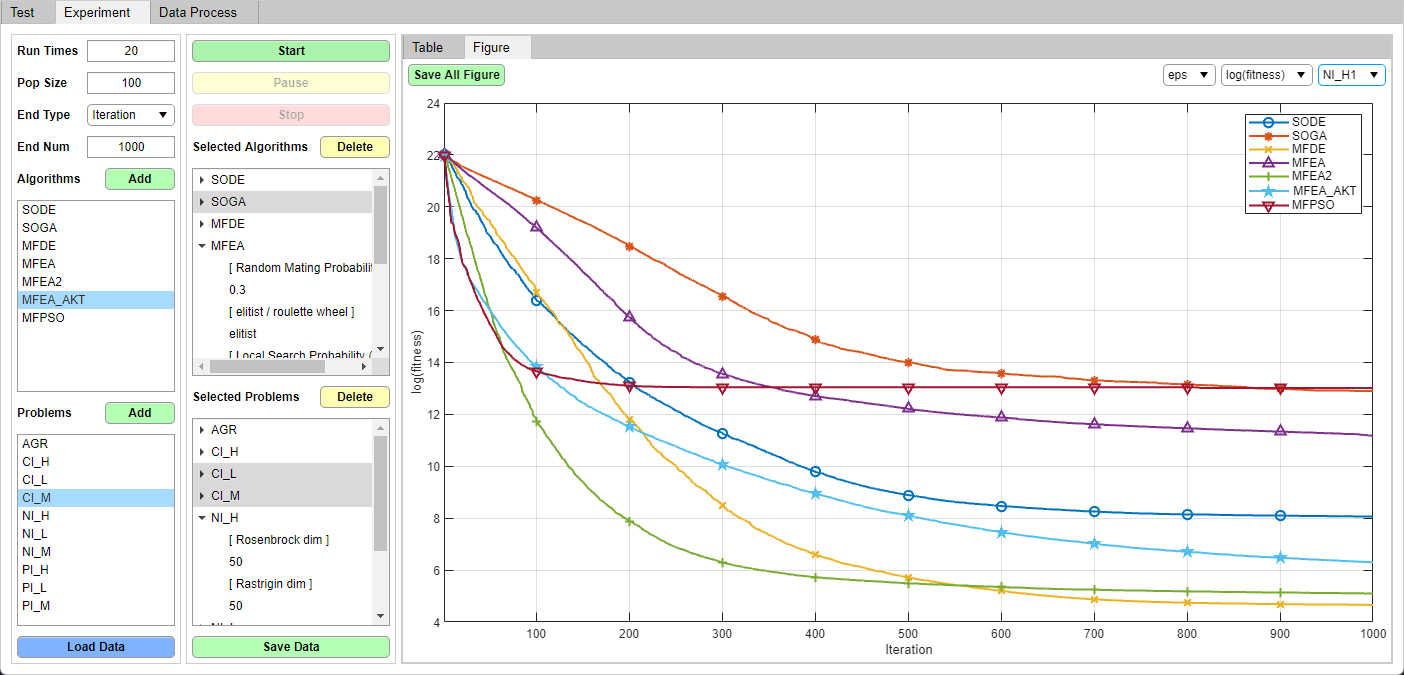 Test Experiment Data Process
Run Times 20
Pop Size 100
End Type Iteration
End Num 1000
Algorithms Add
SODE
SOGA
MFDE
MFEA
MFEA2
MFEA_AKT
MFPSO
Problems Add
AGR
CI_H
CI_L
CI_M
NI_H
NI_L
NI_M
PI_H
PI_L
PI_M
Load Data
Start
Pause
Stop
Selected Algorithms Delete
SODE
SOGA
MFDE
MFEA
[ Random Mating Probabilit
0.3
[ elitist / roulette wheel ]
elitist
[ Local Search Probability (
Selected Problems Delete
AGR
CI_H
CI_L
CI_M
NI_H
[ Rosenbrock dim ]
50
[ Rastrigin dim ]
50
Save Data
Table Figure
Save All Figure eps log(fitness) NI_H1
24
22
20
18
16
14
12
10
8
6
4
log(fitness)
SODE
SOGA
MFDE
MFEA
MFEA2
MFEA_AKT
MFPSO
100 200 300 400 500 600 700 800 900 1000
Iteration